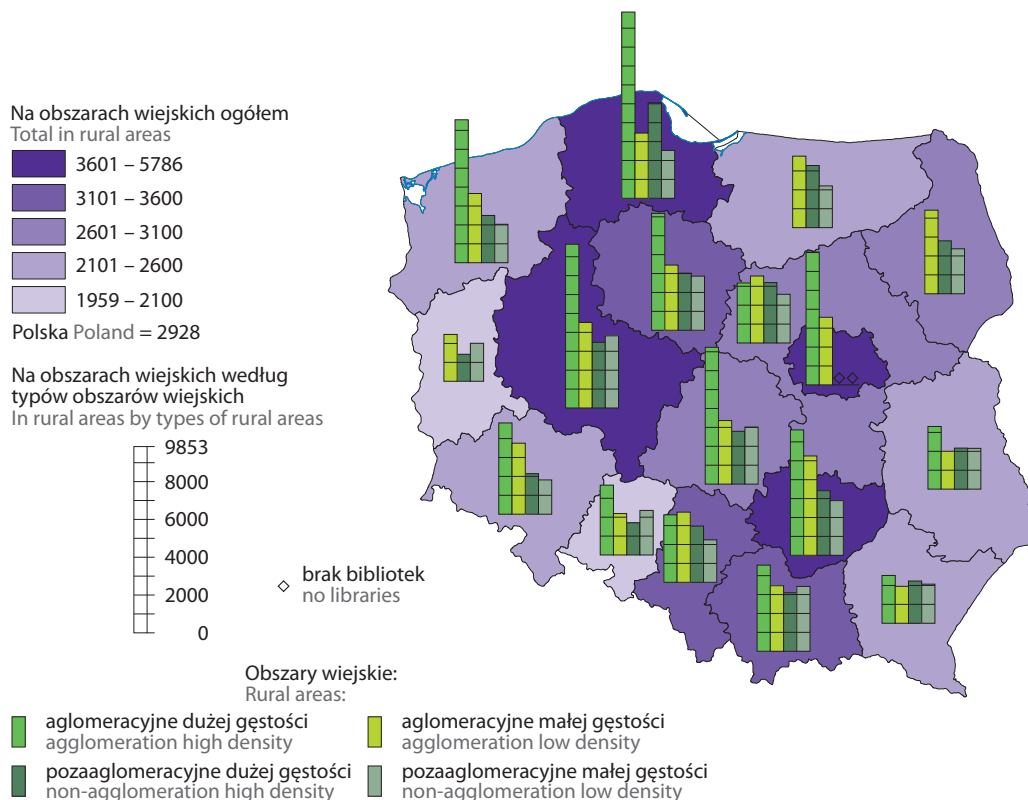 Na obszarach wiejskich ogółem
Total in rural areas
3601 – 5786
3101 – 3600
2601 – 3100
2101 – 2600
1959 – 2100
Polska Poland = 2928
Na obszarach wiejskich według
typów obszarów wiejskich
In rural areas by types of rural areas
9853
8000
6000
4000
2000
0
brak bibliotek
no libraries
Obszary wiejskie:
Rural areas:
aglomeracyjne dużej gęstości
agglomeration high density
aglomeracyjne małej gęstości
agglomeration low density
pozaaglomeracyjne dużej gęstości
non-agglomeration high density
pozaaglomeracyjne małej gęstości
non-agglomeration low density